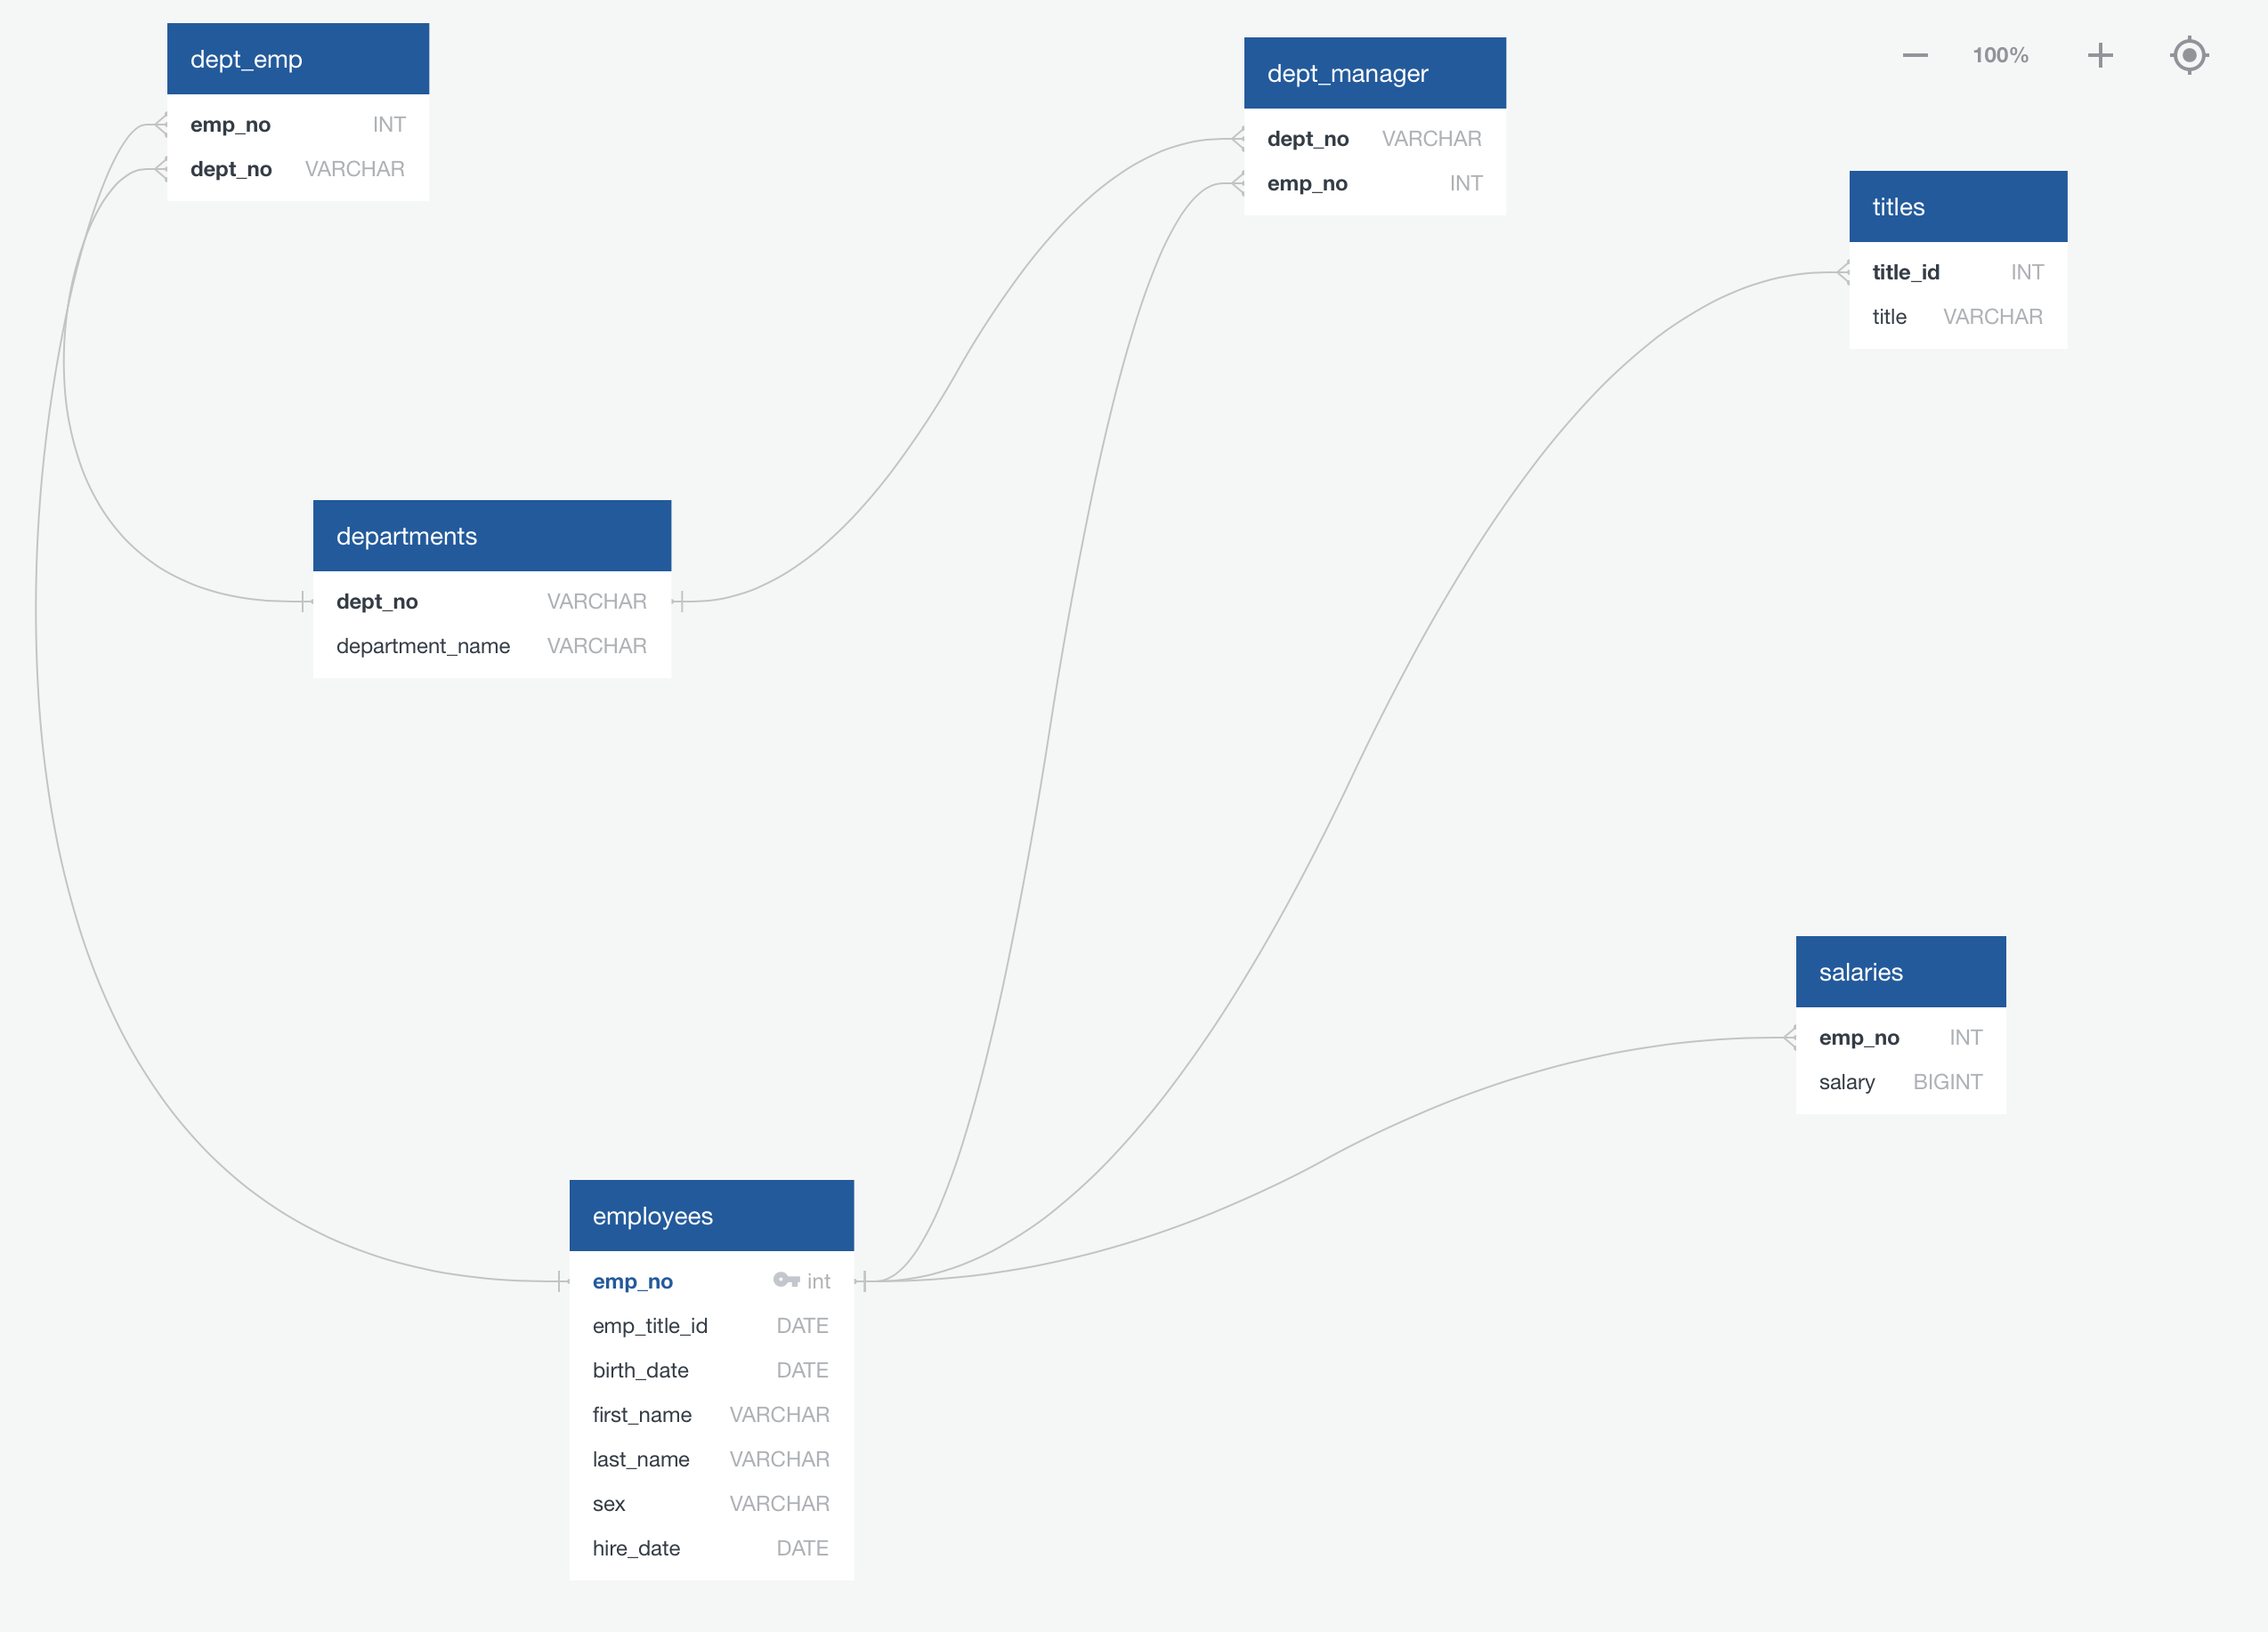 dept_emp
emp_no INT
dept_no VARCHAR
dept_manager
dept_no VARCHAR
emp_no INT
100%
titles
title_id INT
title VARCHAR
departments
dept_no VARCHAR
department_name VARCHAR
salaries
emp_no INT
salary BIGINT
employees
emp_no int
emp_title_id DATE
birth_date DATE
first_name VARCHAR
last_name VARCHAR
sex VARCHAR
hire_date DATE